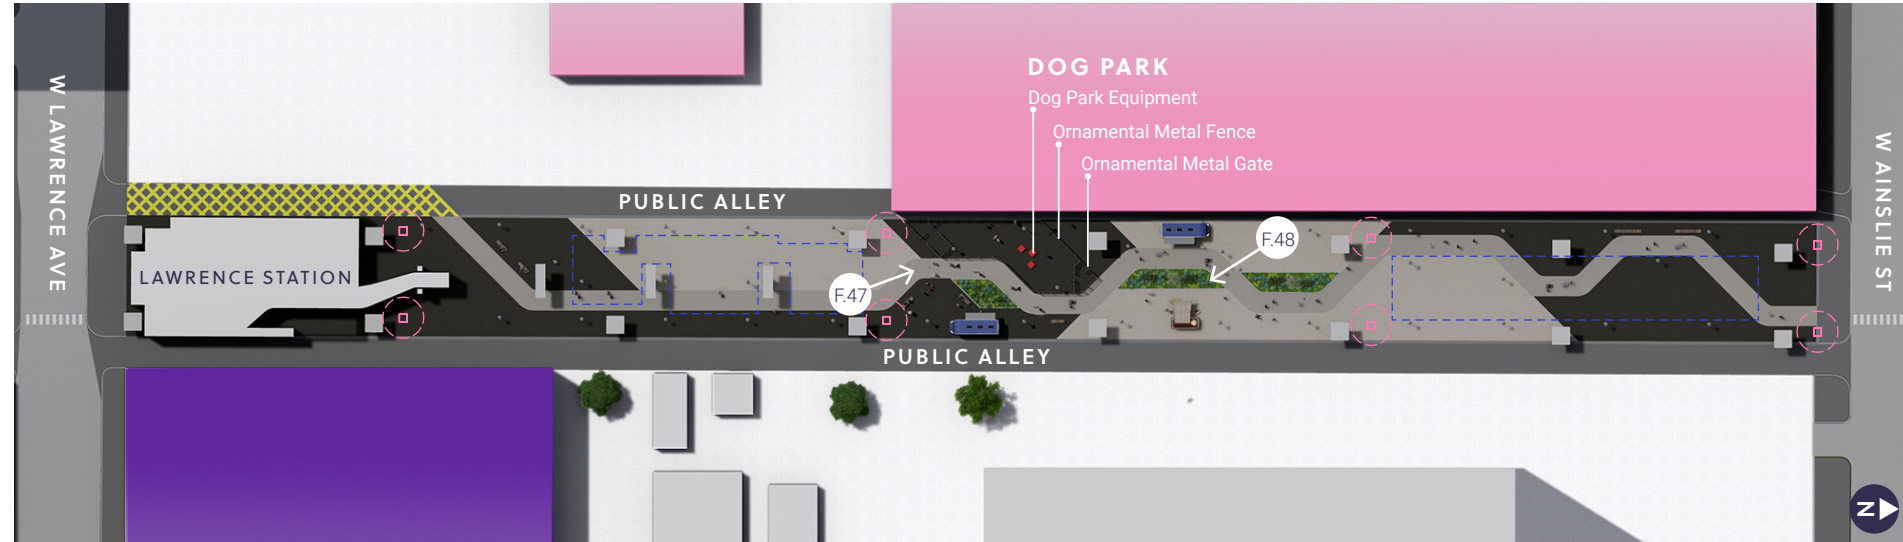 W LAWRENCE AVE
DOG PARK
Dog Park Equipment
Ornamental Metal Fence
Ornamental Metal Gate
PUBLIC ALLEY
F.48
LAWRENCE STATION
F.47
PUBLIC ALLEY
W AINSLIE ST
N